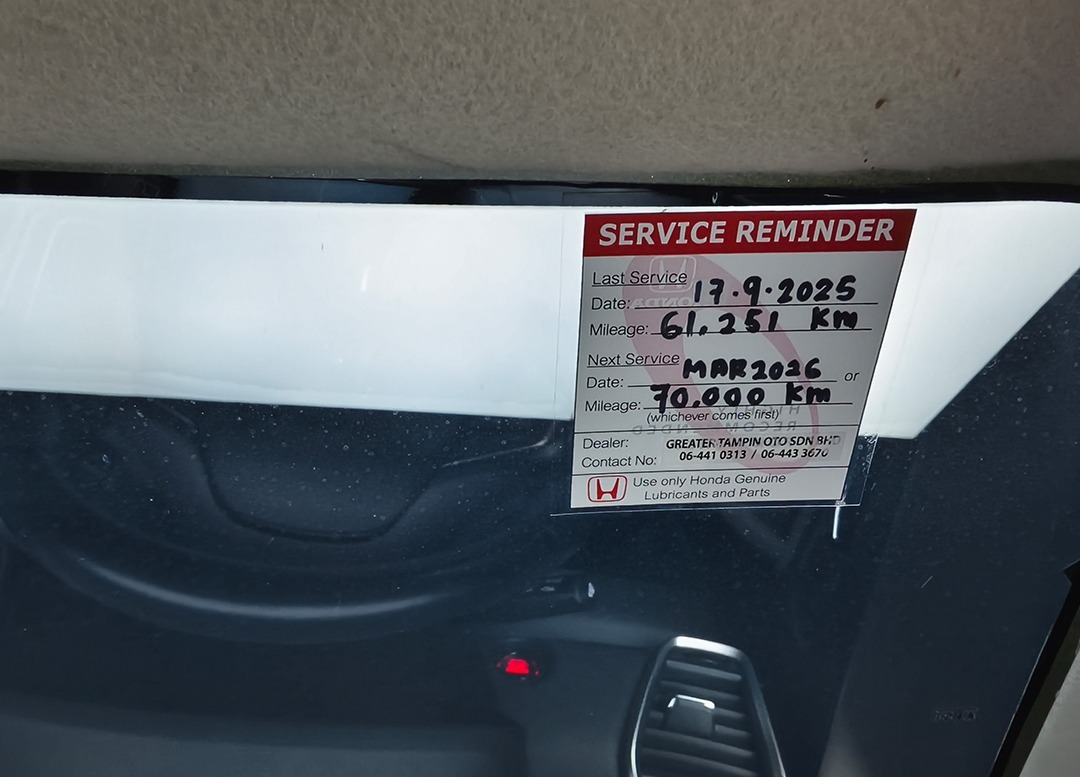 SERVICE REMINDER
Last Service
Date: 17.9.2025
Mileage: 61.251 Km
Next Service
Date: MAR 2026 or
Mileage: 70.000 Km
(whichever comes first)
Dealer: GREATER TAMPIN OTO SDN BHD
Contact No: 06-441 0313 / 06-443 3670
Use only Honda Genuine
Lubricants and Parts